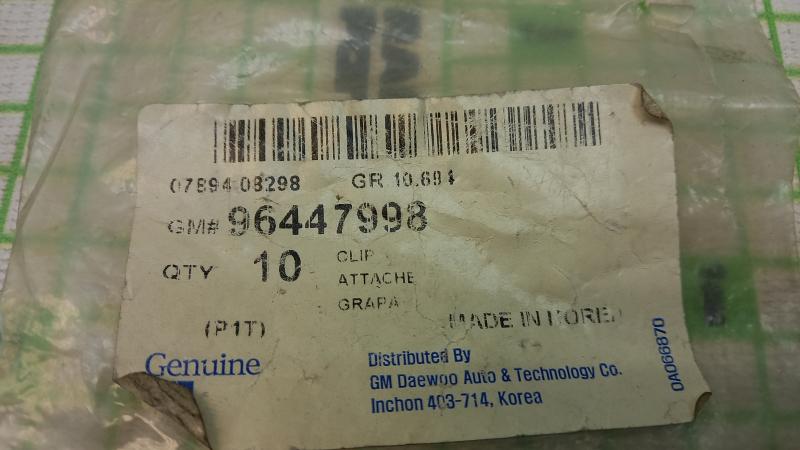 07894 08298 GR 10.684
GM# 96447998
QTY 10 CLIP
ATTACHE
GRAPA
(P1T) MADE IN KOREA
Genuine
Distributed By
GM Daewoo Auto & Technology Co.
Inchon 403-714, Korea
0A066870